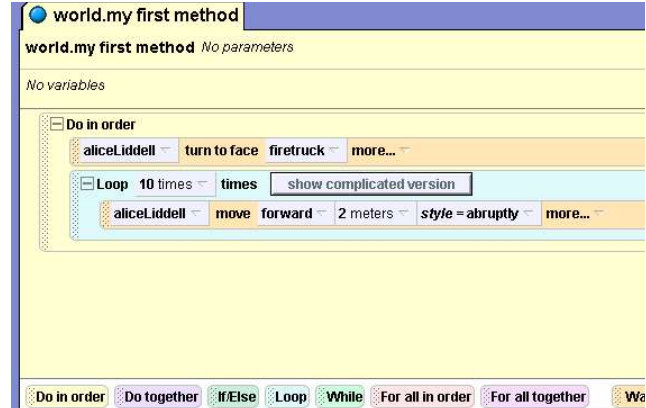 world.my first method
world.my first method No parameters
No variables
Do in order
aliceLiddell turn to face firetruck more...
Loop 10 times times show complicated version
aliceLiddell move forward 2 meters style = abruptly more...
Do in order Do together If/Else Loop While For all in order For all together Wa